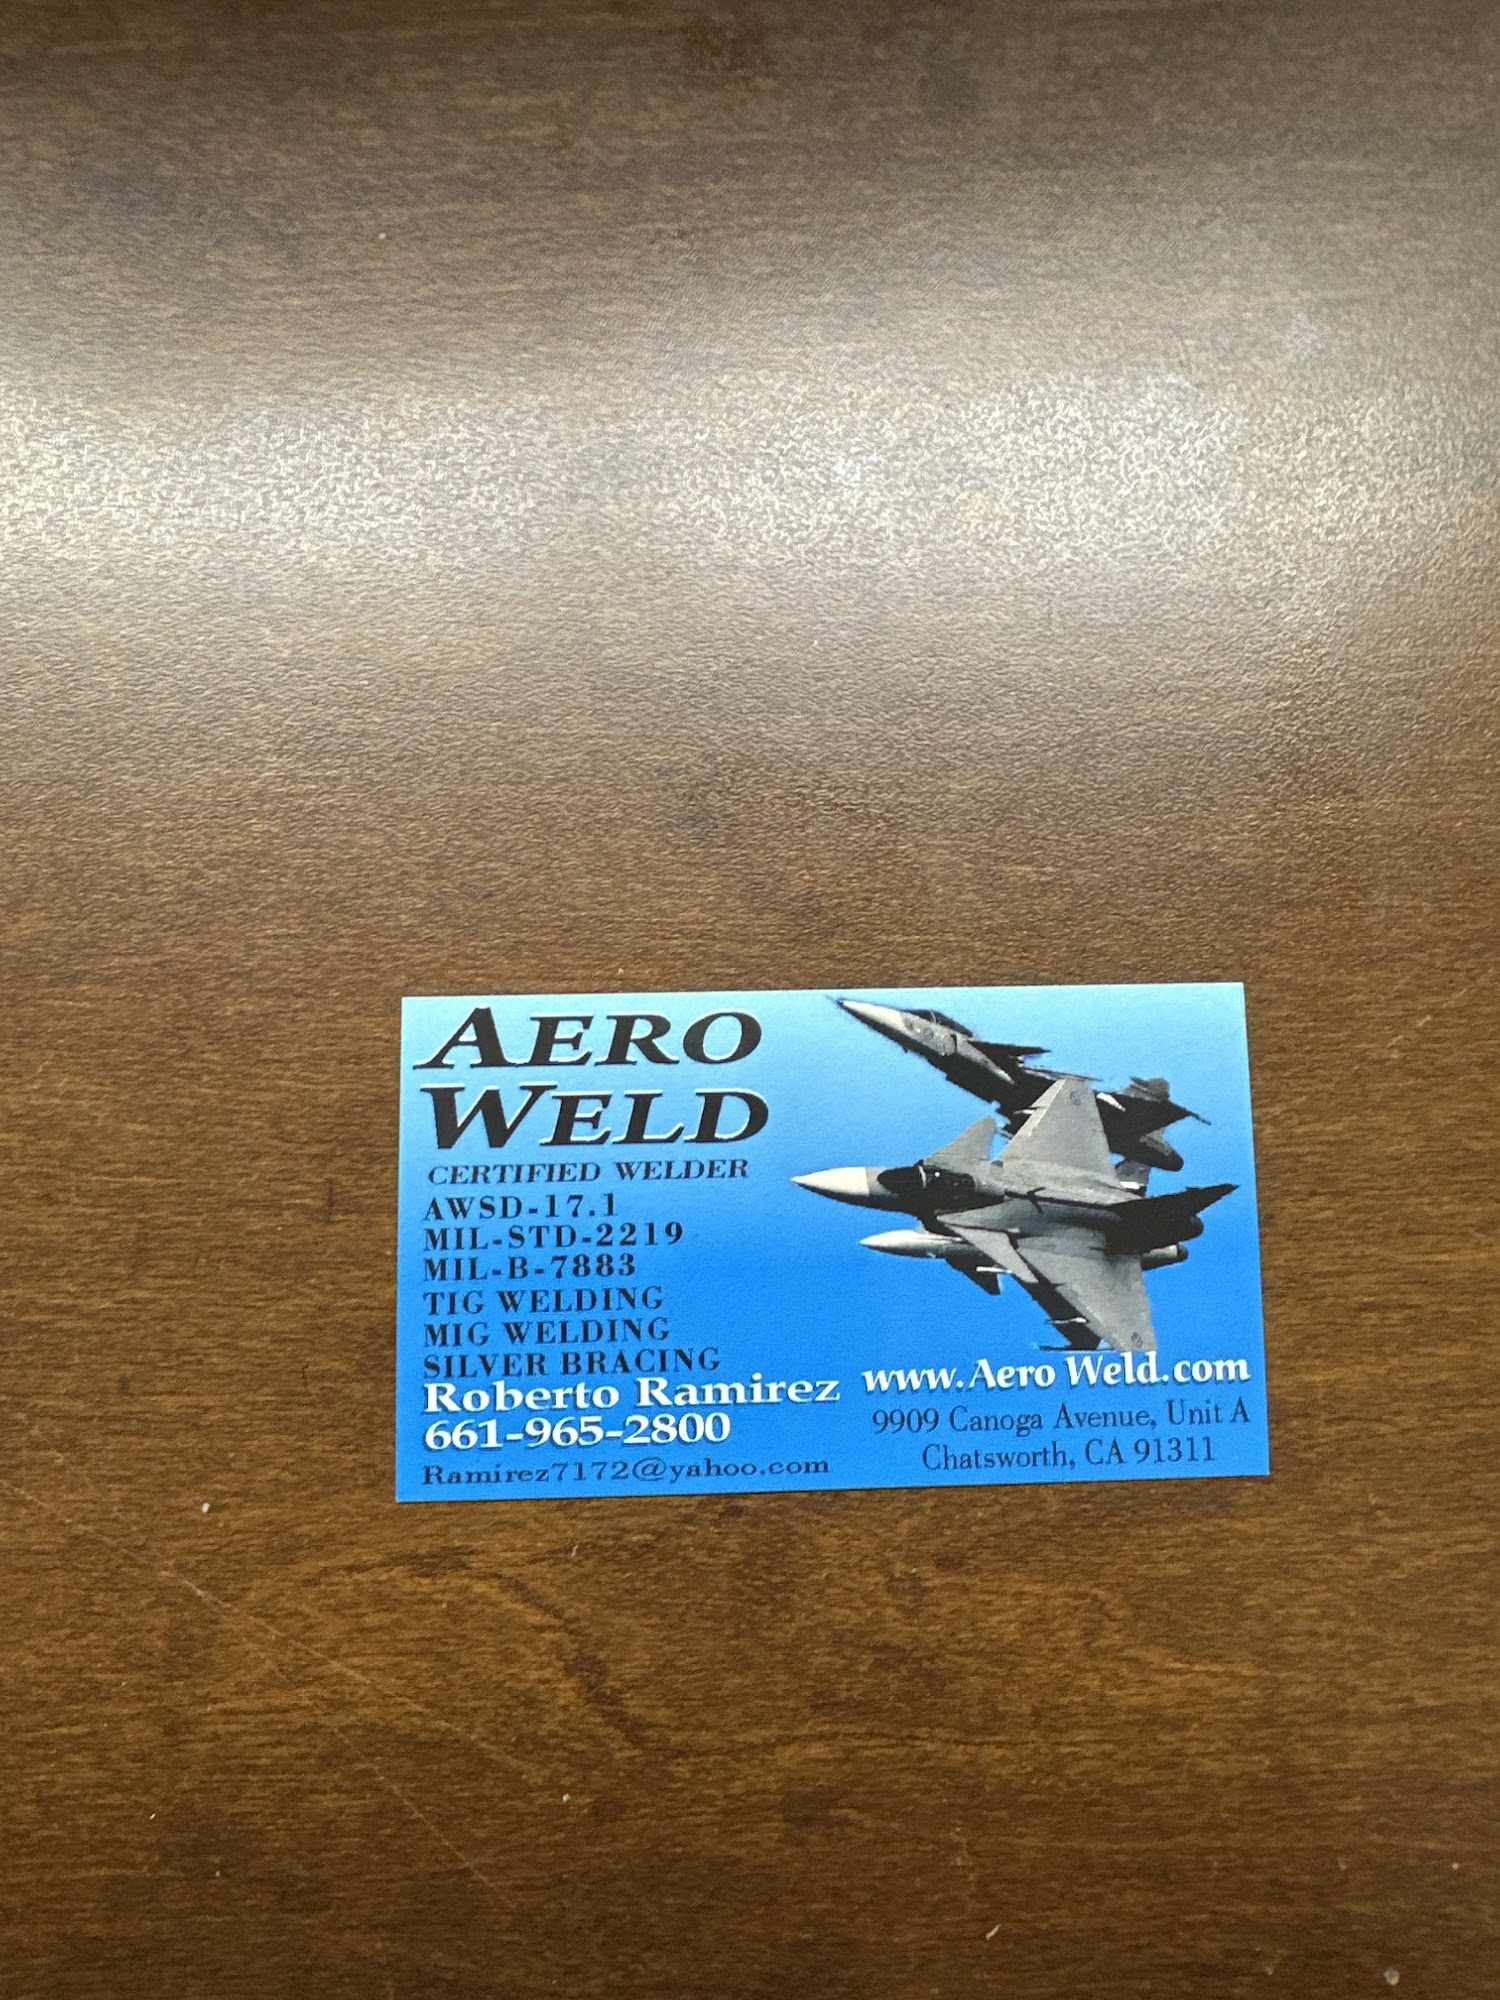 AERO
WELD
CERTIFIED WELDER
AWSD-17.1
MIL-STD-2219
MIL-B-7883
TIG WELDING
MIG WELDING
SILVER BRACING
Roberto Ramirez
661-965-2800
Ramirez7172@yahoo.com
www.Aero Weld.com
9909 Canoga Avenue, Unit A
Chatsworth, CA 91311